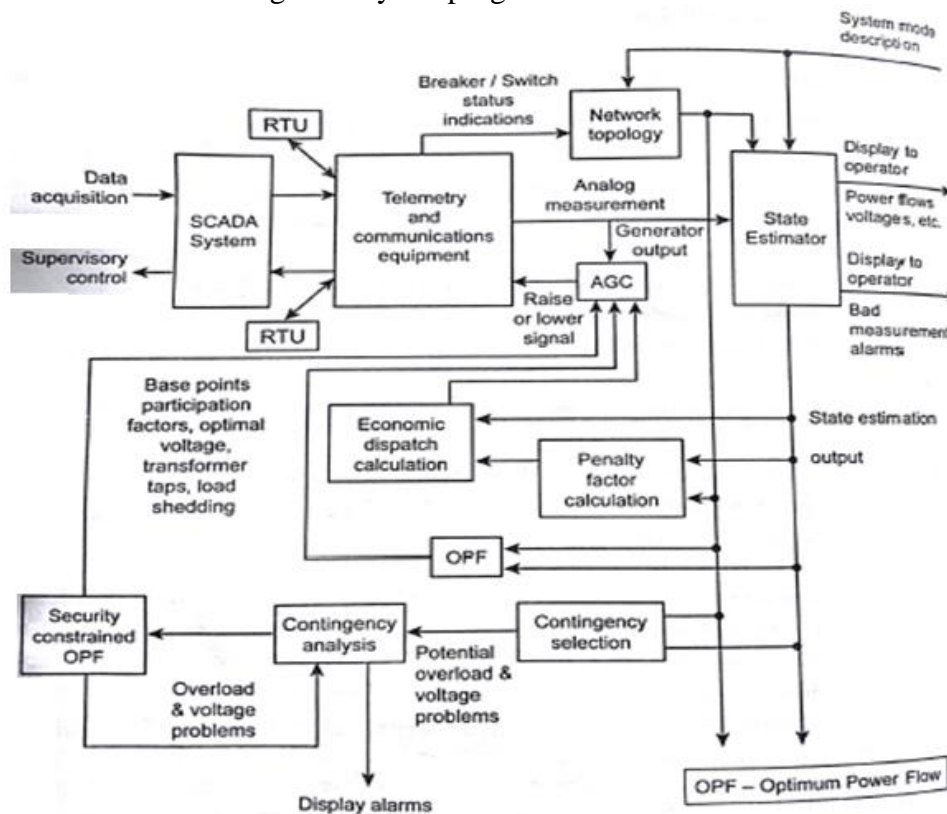 System mode
description
Breaker / Switch
status
indications
Network
topology
RTU
Data
acquisition
SCADA
System
Telemetry
and
communications
equipment
Analog
measurement
Generator
output
State
Estimator
Display to
operator
Power flows
voltages, etc.
Display to
operator
Bad
measurement
alarms
Supervisory
control
RTU
AGC
Raise
or lower
signal
Base points
participation
factors, optimal
voltage,
transformer
taps, load
shedding
Economic
dispatch
calculation
State estimation
output
Penalty
factor
calculation
OPF
Security
constrained
OPF
Contingency
analysis
Contingency
selection
Potential
overload &
voltage
problems
Overload
& voltage
problems
Display alarms
OPF – Optimum Power Flow